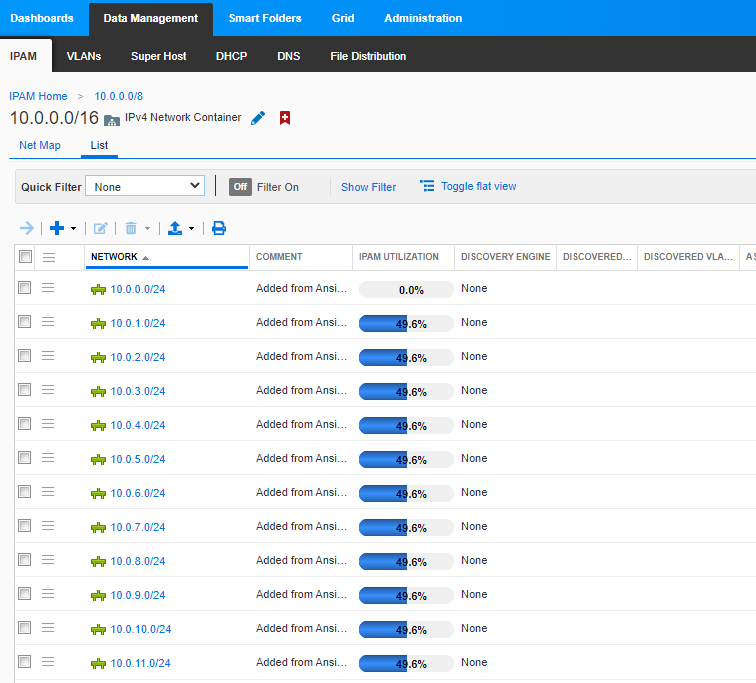 Dashboards Data Management Smart Folders Grid Administration
IPAM VLANs Super Host DHCP DNS File Distribution
IPAM Home > 10.0.0.0/8
10.0.0.0/16 IPv4 Network Container
Net Map List
Quick Filter None Off Filter On Show Filter Toggle flat view
NETWORK COMMENT IPAM UTILIZATION DISCOVERY ENGINE DISCOVERED... DISCOVERED VLA... AS
10.0.0.0/24 Added from Ansi... 0.0% None
10.0.1.0/24 Added from Ansi... 49.6% None
10.0.2.0/24 Added from Ansi... 49.6% None
10.0.3.0/24 Added from Ansi... 49.6% None
10.0.4.0/24 Added from Ansi... 49.6% None
10.0.5.0/24 Added from Ansi... 49.6% None
10.0.6.0/24 Added from Ansi... 49.6% None
10.0.7.0/24 Added from Ansi... 49.6% None
10.0.8.0/24 Added from Ansi... 49.6% None
10.0.9.0/24 Added from Ansi... 49.6% None
10.0.10.0/24 Added from Ansi... 49.6% None
10.0.11.0/24 Added from Ansi... 49.6% None